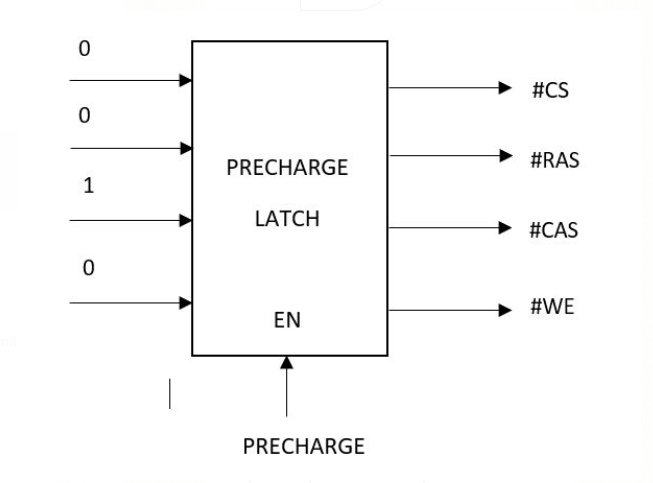 0
#CS
0
#RAS
PRECHARGE
1
LATCH
#CAS
0
#WE
EN
PRECHARGE